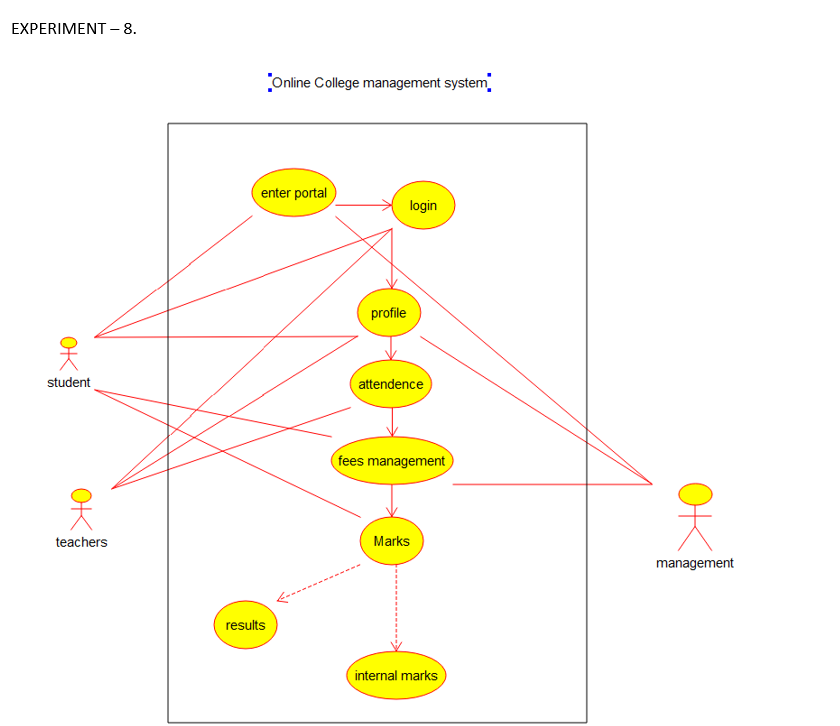 EXPERIMENT – 8.
Online College management system
enter portal
login
profile
student
attendence
fees management
teachers
Marks
management
results
internal marks